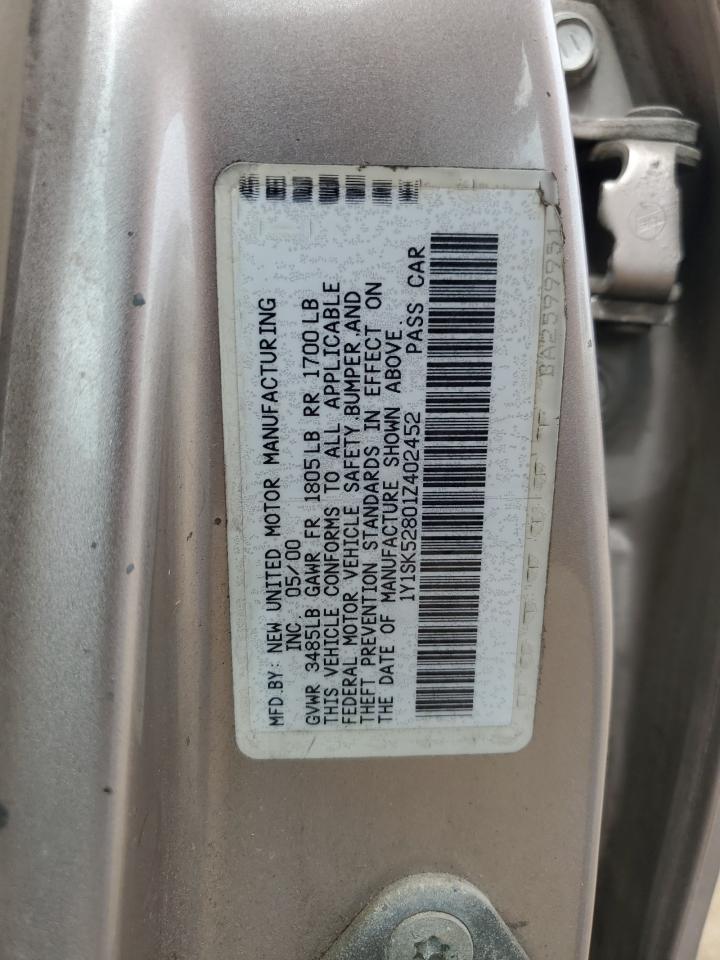 MFD.BY: NEW UNITED MOTOR MANUFACTURING
INC. 05/00
GVWR 3485LB GAWR FR 1805LB RR 1700LB
THIS VEHICLE CONFORMS TO ALL APPLICABLE
FEDERAL MOTOR VEHICLE SAFETY,BUMPER,AND
THEFT PREVENTION STANDARDS IN EFFECT ON
THE DATE OF MANUFACTURE SHOWN ABOVE.
1Y1SK52801Z402452 PASS CAR
BA2599951